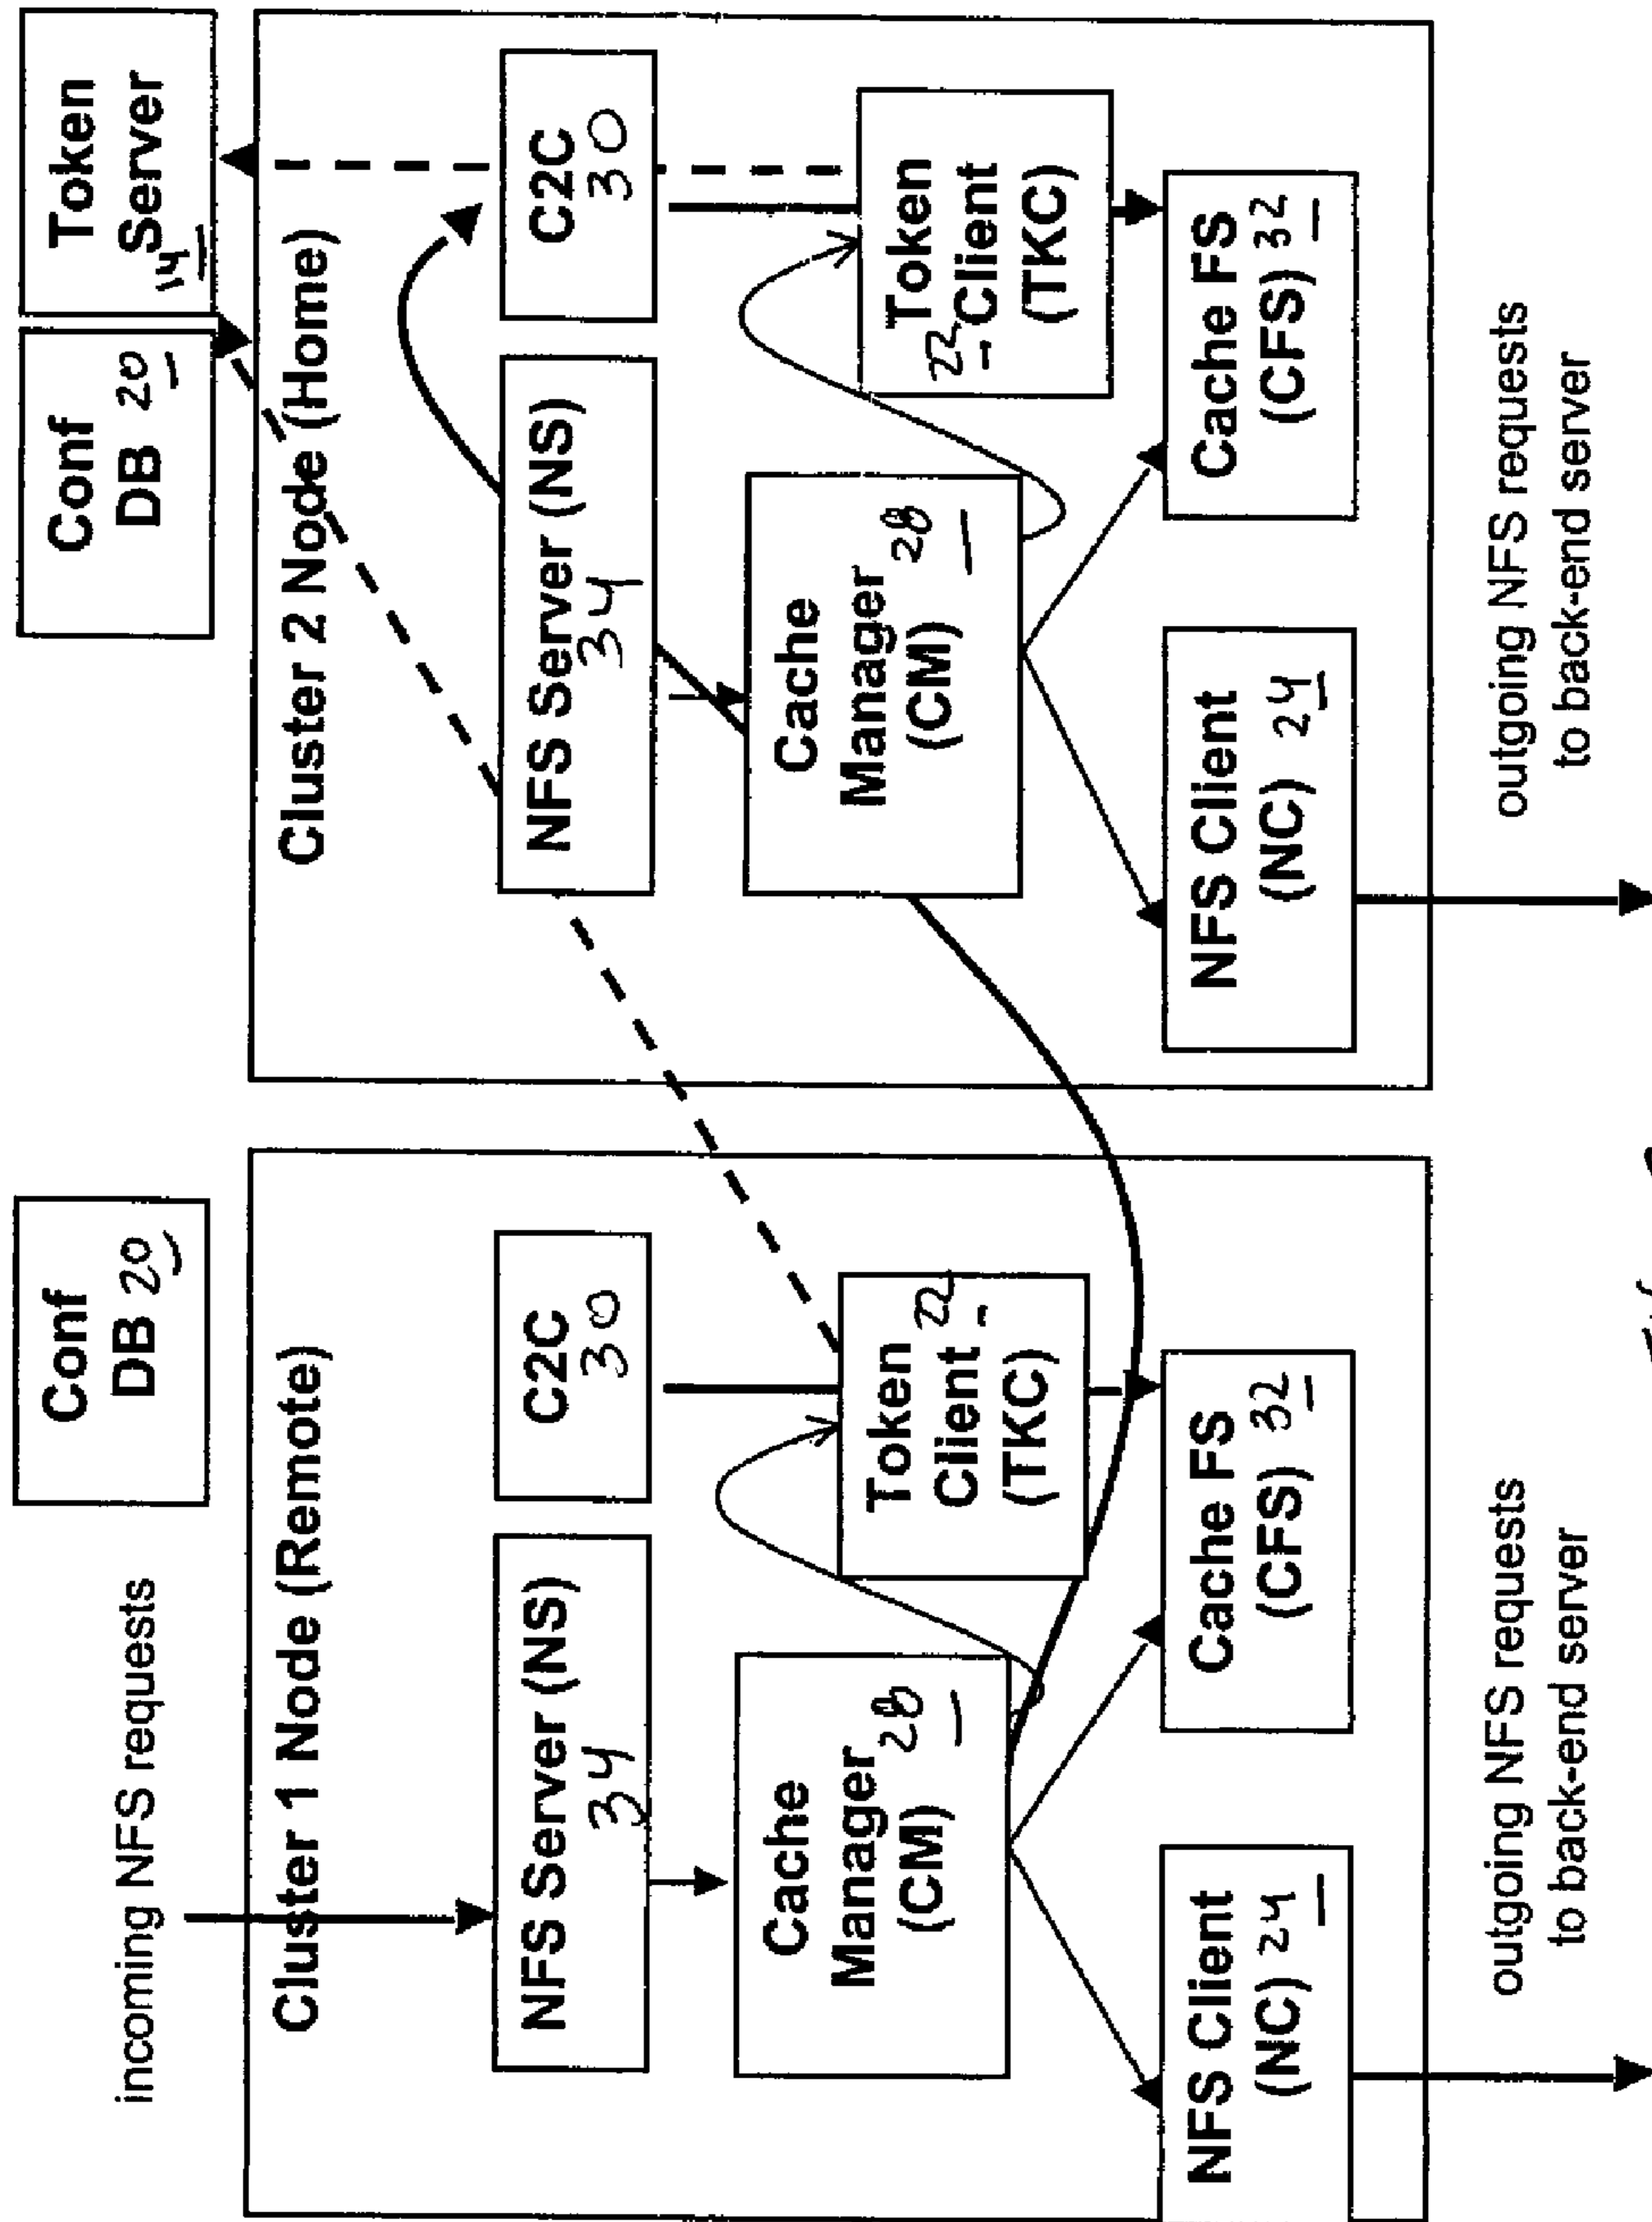 incoming NFS requests
Conf
DB 20
Cluster 1 Node (Remote)
NFS Server (NS)
34
C2C
30
Cache
Manager 28
(CM)
Token
Client 22
(TKC)
NFS Client
(NC) 24
Cache FS
(CFS) 32
outgoing NFS requests
to back-end server
Conf
DB 20
Token
Server
14
Cluster 2 Node (Home)
NFS Server (NS)
34
C2C
30
Cache
Manager 28
(CM)
Token
22 Client
(TKC)
NFS Client
(NC) 24
Cache FS
(CFS) 32
outgoing NFS requests
to back-end server